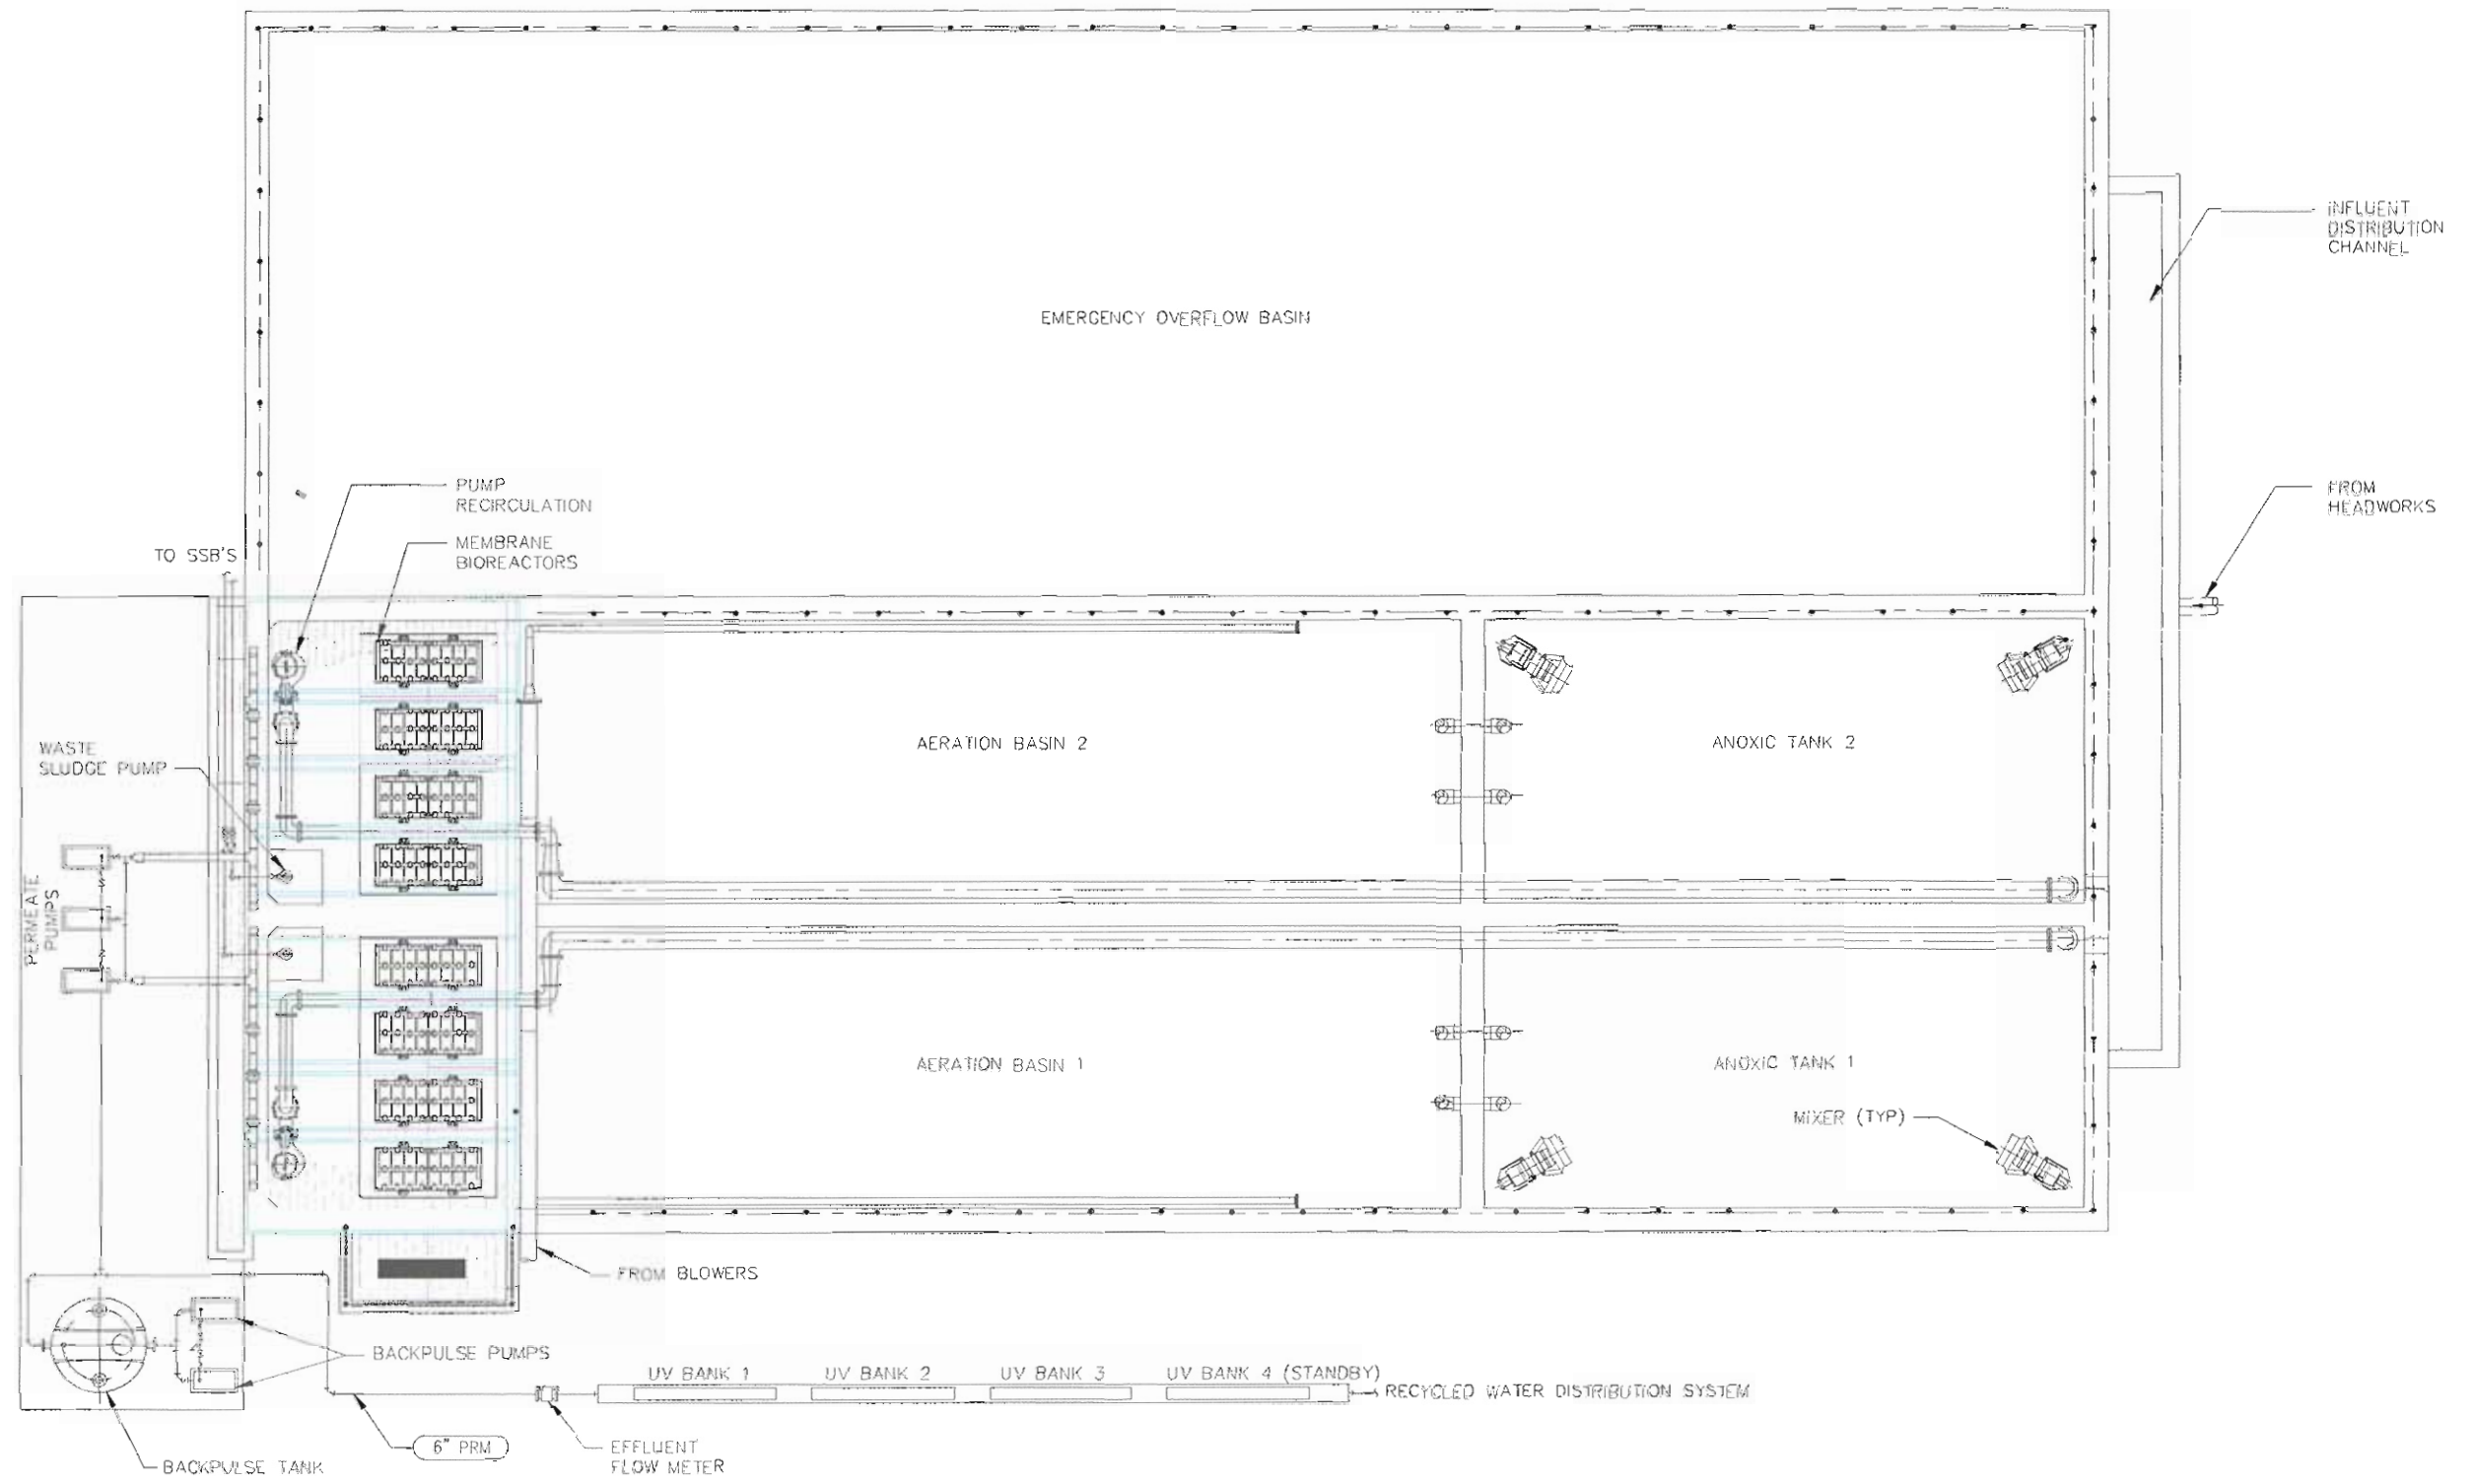 INFLUENT
DISTRIBUTION
CHANNEL
EMERGENCY OVERFLOW BASIN
PUMP
RECIRCULATION
FROM
HEADWORKS
MEMBRANE
BIOREACTORS
TO SSB'S
WASTE
SLUDGE PUMP
AERATION BASIN 2
ANOXIC TANK 2
PERMEATE
PUMPS
AERATION BASIN 1
ANOXIC TANK 1
MIXER (TYP)
FROM BLOWERS
BACKPULSE PUMPS
UV BANK 1
UV BANK 2
UV BANK 3
UV BANK 4 (STANDBY)
RECYCLED WATER DISTRIBUTION SYSTEM
6" PRM
EFFLUENT
FLOW METER
BACKPULSE TANK